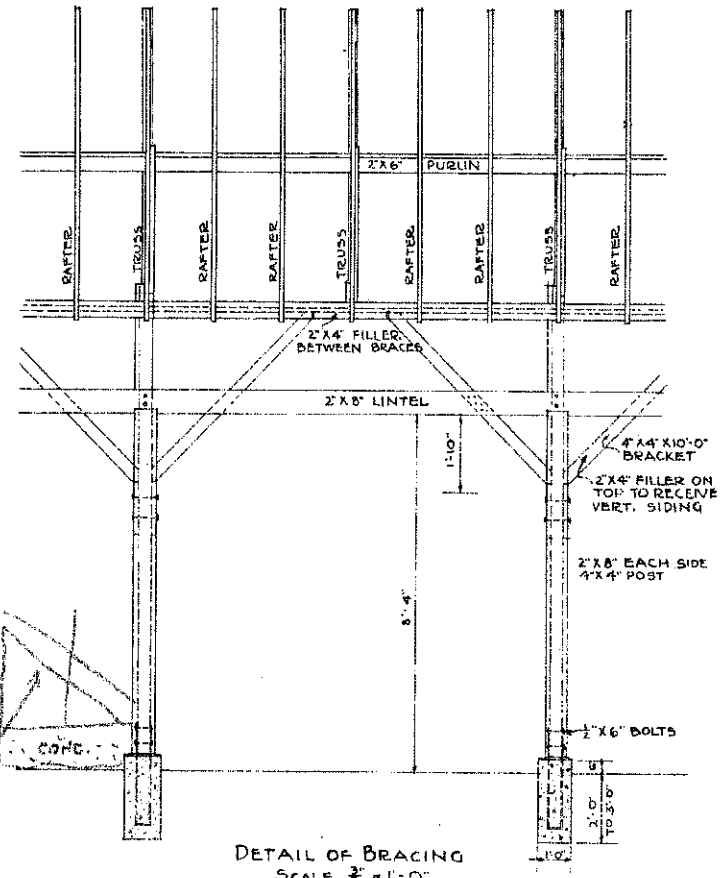 2"X6" PURLIN
RAFTER
TRUSS
RAFTER
RAFTER
TRUSS
RAFTER
RAFTER
TRUSS
RAFTER
2"X4" FILLER
BETWEEN BRACES
2"X8" LINTEL
1'-10"
4"X4"X10'-0"
BRACKET
2"X4" FILLER ON
TOP TO RECEIVE
VERT. SIDING
2"X8" EACH SIDE
4"X4" POST
8'-4"
CONC.
½"X6" BOLTS
6"
2'-0"
TO 3'-0"
1'-0"
DETAIL OF BRACING